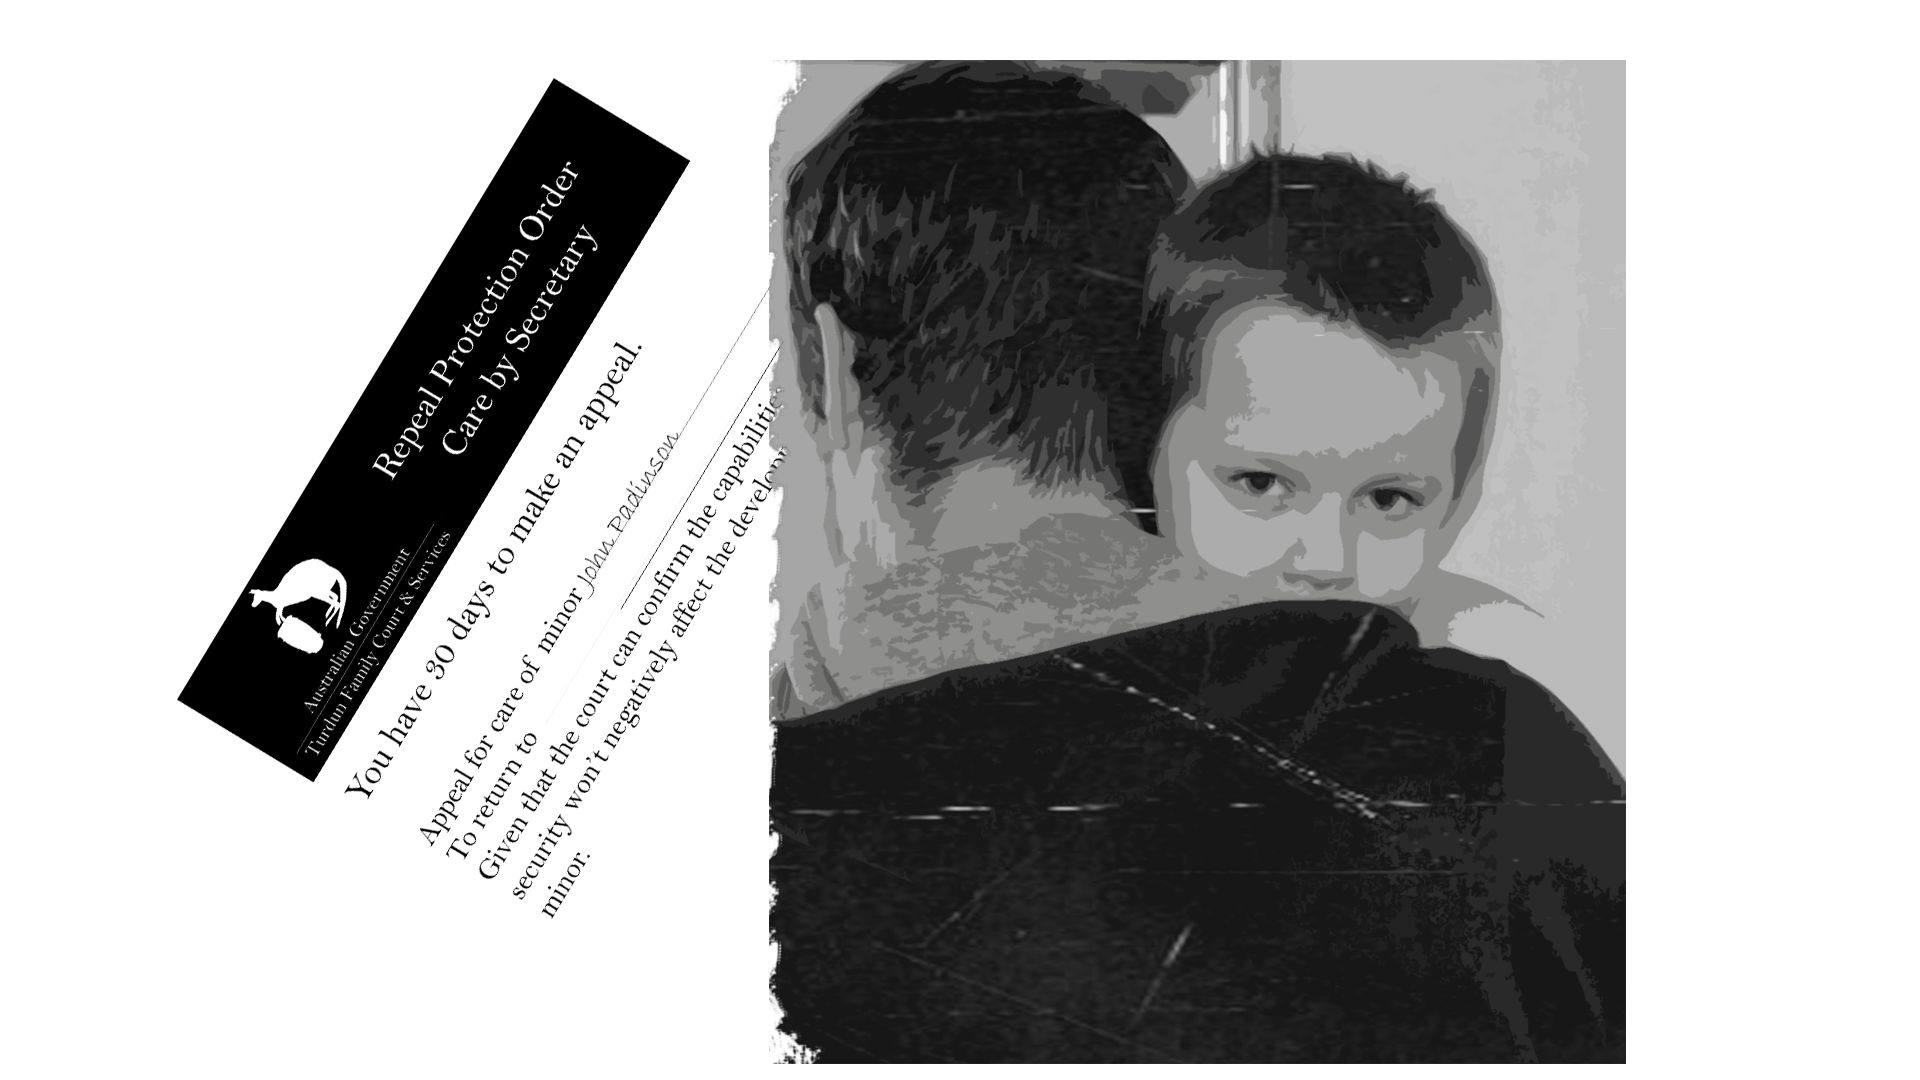 Repeal Protection Order
Care by Secretary
Australian Government
Turdun Family Court & Services
You have 30 days to make an appeal.
Appeal for care of minor John Padinson
To return to
Given that the court can confirm the capabilitie
security won't negatively affect the develop
minor.